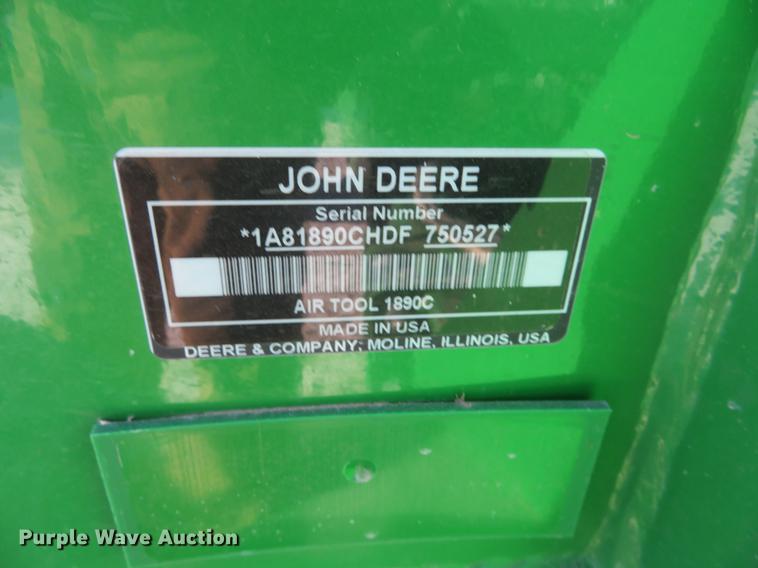 JOHN DEERE
Serial Number
*1A81890CHDF 750527*
AIR TOOL 1890C
MADE IN USA
DEERE & COMPANY, MOLINE, ILLINOIS, USA
Purple Wave Auction